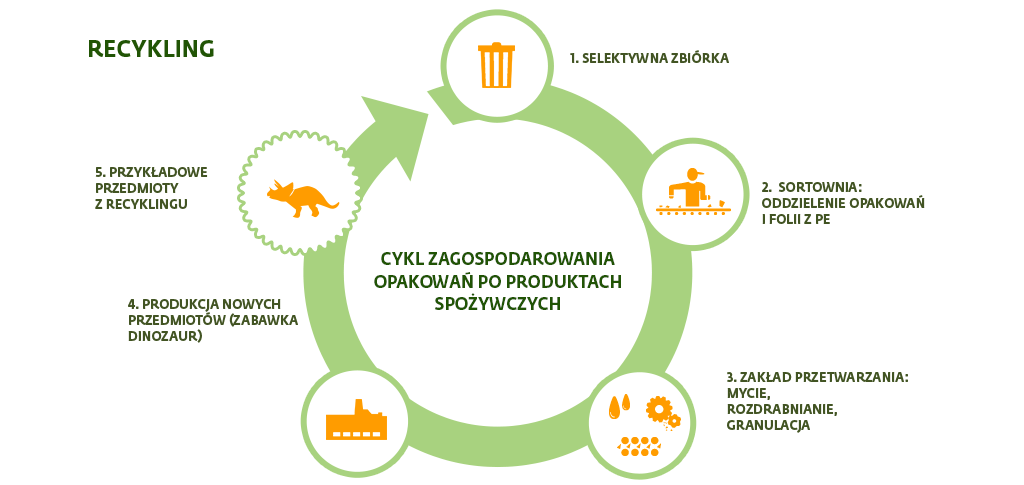 RECYKLING
1. SELEKTYWNA ZBIÓRKA
2. SORTOWNIA:
ODDZIELENIE OPAKOWAŃ
I FOLII Z PE
3. ZAKŁAD PRZETWARZANIA:
MYCIE,
ROZDRABNIANIE,
GRANULACJA
4. PRODUKCJA NOWYCH
PRZEDMIOTÓW (ZABAWKA
DINOZAUR)
5. PRZYKŁADOWE
PRZEDMIOTY
Z RECYKLINGU
CYKL ZAGOSPODAROWANIA
OPAKOWAŃ PO PRODUKTACH
SPOŻYWCZYCH